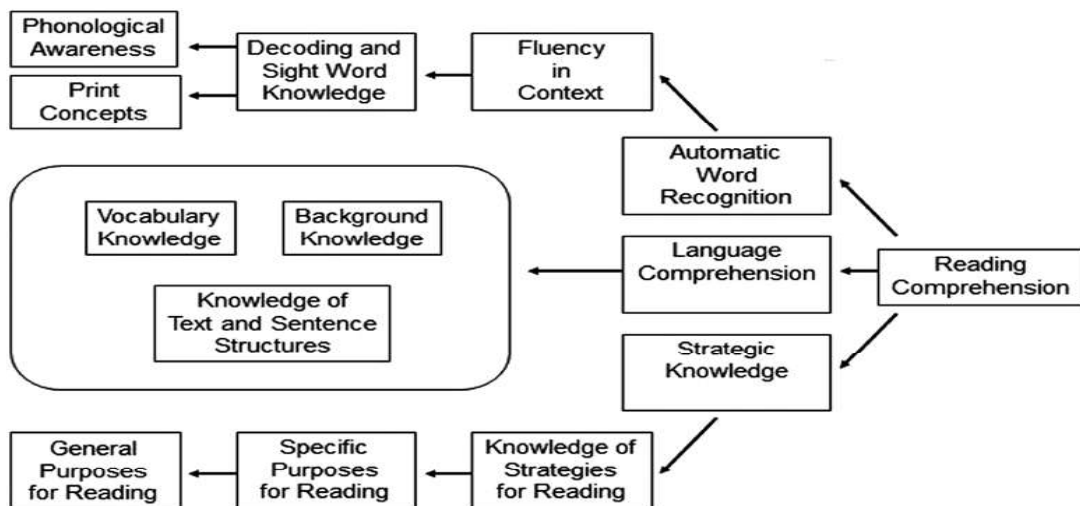 Phonological
Awareness
Print
Concepts
Decoding and
Sight Word
Knowledge
Fluency
in
Context
Automatic
Word
Recognition
Vocabulary
Knowledge
Background
Knowledge
Knowledge of
Text and Sentence
Structures
Language
Comprehension
Reading
Comprehension
Strategic
Knowledge
General
Purposes
for Reading
Specific
Purposes
for Reading
Knowledge of
Strategies
for Reading